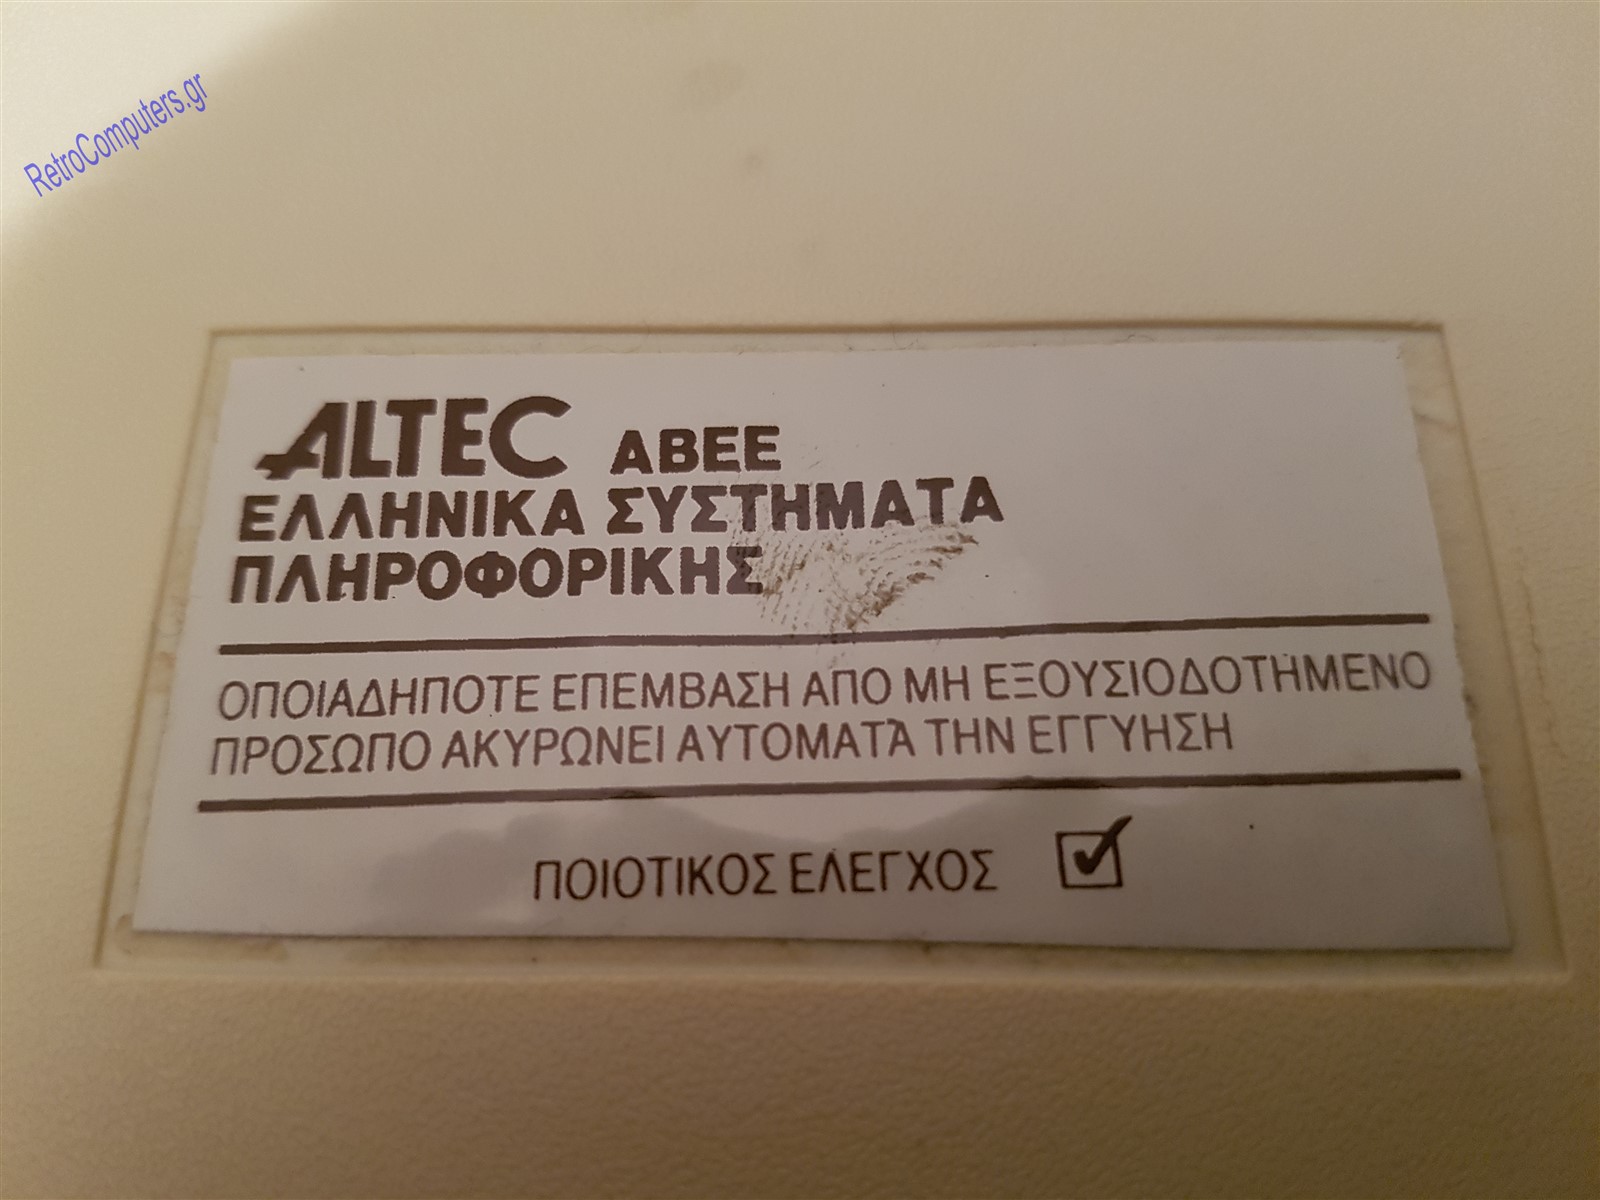 RetroComputers.gr
ALTEC ΑΒΕΕ
ΕΛΛΗΝΙΚΑ ΣΥΣΤΗΜΑΤΑ
ΠΛΗΡΟΦΟΡΙΚΗΣ
ΟΠΟΙΑΔΗΠΟΤΕ ΕΠΕΜΒΑΣΗ ΑΠΟ ΜΗ ΕΞΟΥΣΙΟΔΟΤΗΜΕΝΟ
ΠΡΟΣΩΠΟ ΑΚΥΡΩΝΕΙ ΑΥΤΟΜΑΤΑ ΤΗΝ ΕΓΓΥΗΣΗ
ΠΟΙΟΤΙΚΟΣ ΕΛΕΓΧΟΣ